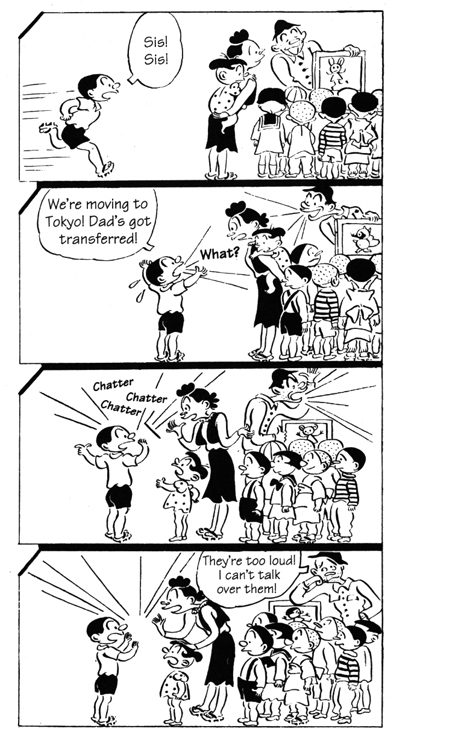 Sis!
Sis!
We're moving to
Tokyo! Dad's got
transferred!
What?
Chatter
Chatter
Chatter
They're too loud!
I can't talk
over them!